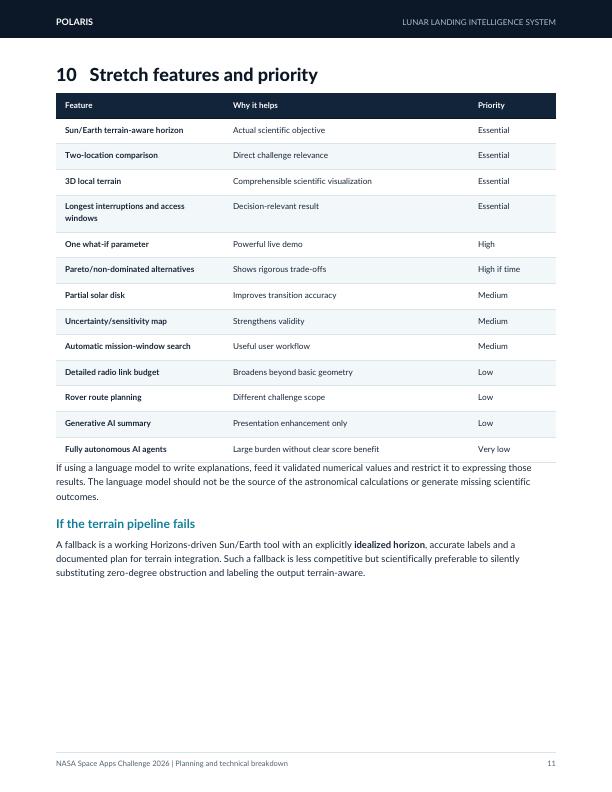 POLARIS
LUNAR LANDING INTELLIGENCE SYSTEM
10 Stretch features and priority
Feature Why it helps Priority
Sun/Earth terrain-aware horizon Actual scientific objective Essential
Two-location comparison Direct challenge relevance Essential
3D local terrain Comprehensible scientific visualization Essential
Longest interruptions and access Decision-relevant result Essential
windows
One what-if parameter Powerful live demo High
Pareto/non-dominated alternatives Shows rigorous trade-offs High if time
Partial solar disk Improves transition accuracy Medium
Uncertainty/sensitivity map Strengthens validity Medium
Automatic mission-window search Useful user workflow Medium
Detailed radio link budget Broadens beyond basic geometry Low
Rover route planning Different challenge scope Low
Generative AI summary Presentation enhancement only Low
Fully autonomous AI agents Large burden without clear score benefit Very low
If using a language model to write explanations, feed it validated numerical values and restrict it to expressing those
results. The language model should not be the source of the astronomical calculations or generate missing scientific
outcomes.
If the terrain pipeline fails
A fallback is a working Horizons-driven Sun/Earth tool with an explicitly idealized horizon, accurate labels and a
documented plan for terrain integration. Such a fallback is less competitive but scientifically preferable to silently
substituting zero-degree obstruction and labeling the output terrain-aware.
NASA Space Apps Challenge 2026 | Planning and technical breakdown
11